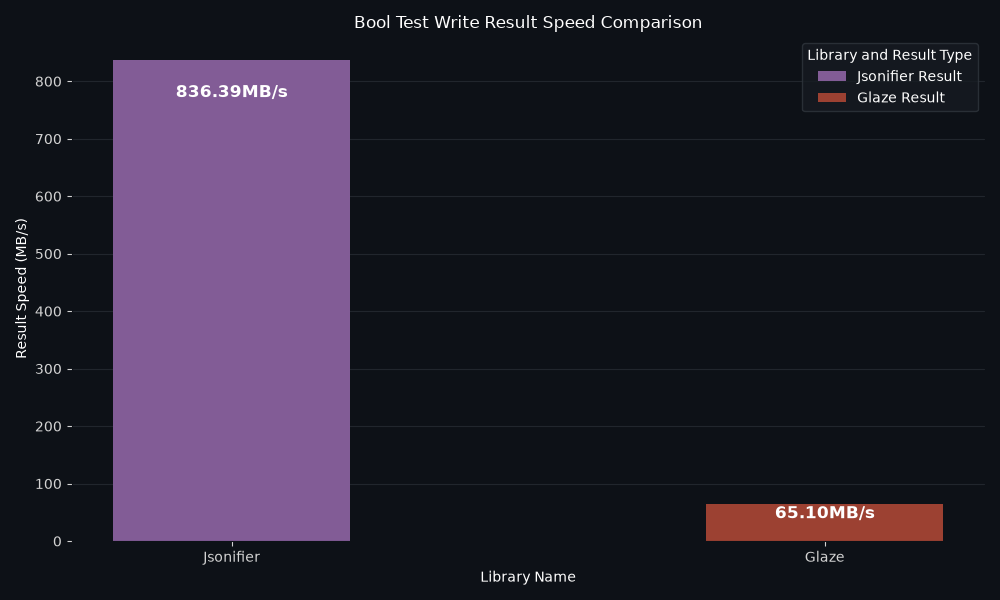 Bool Test Write Result Speed Comparison
Library and Result Type
Jsonifier Result
Glaze Result
Result Speed (MB/s)
800
700
600
500
400
300
200
100
0
836.39MB/s
65.10MB/s
Jsonifier
Glaze
Library Name